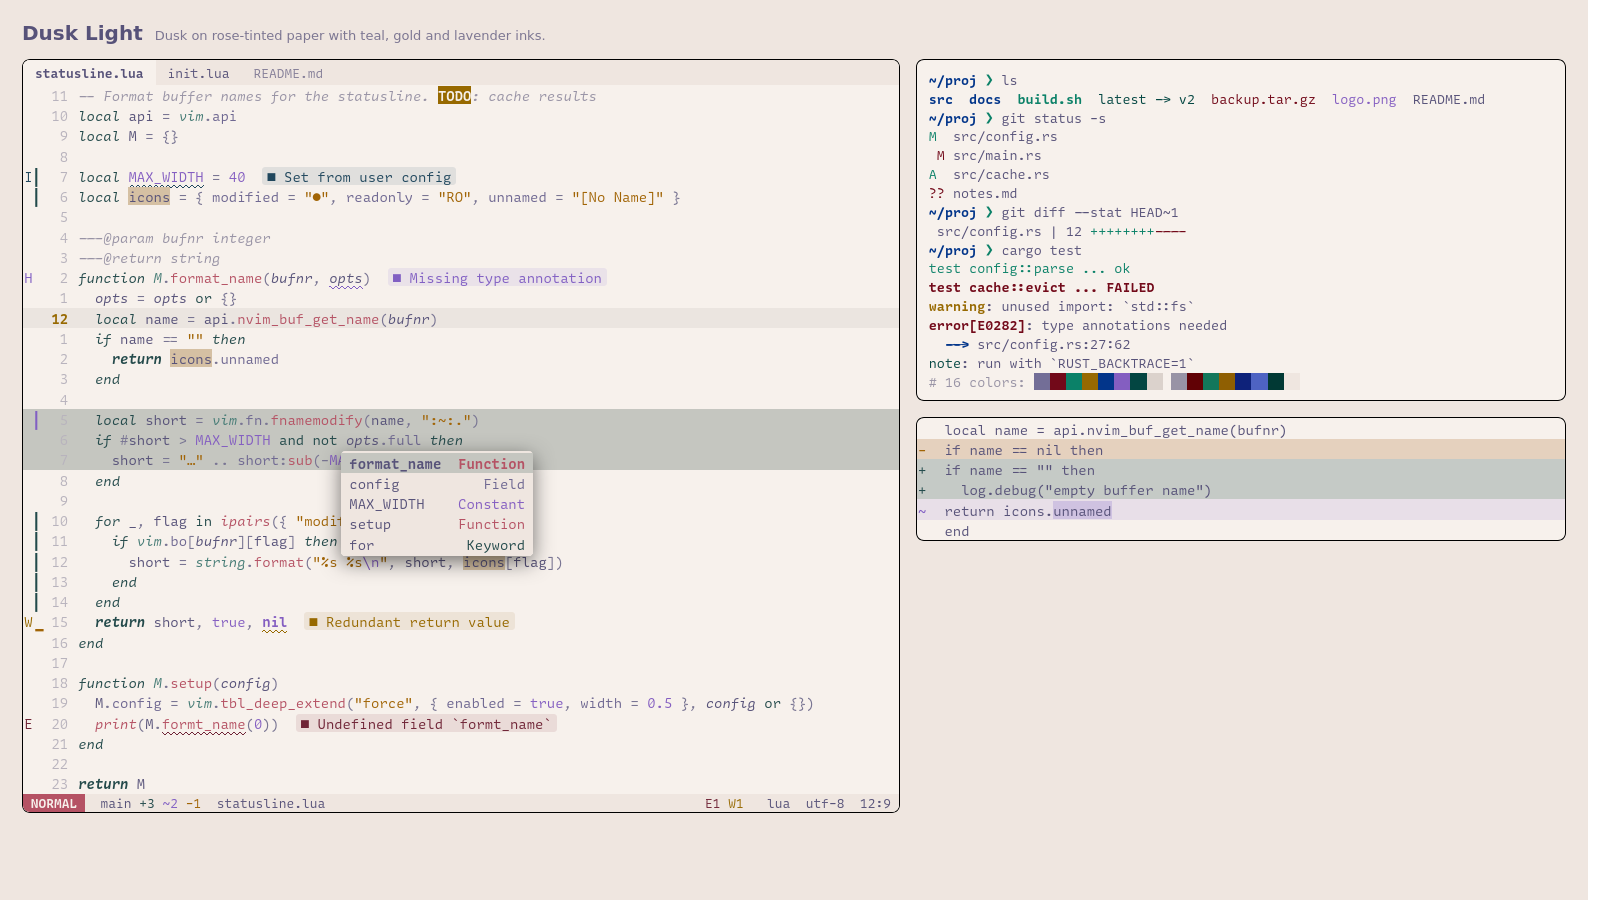 Dusk Light Dusk on rose-tinted paper with teal, gold and lavender inks.
statusline.lua init.lua README.md
11 -- Format buffer names for the statusline. TODO: cache results
10 local api = vim.api
9 local M = {}
8
I 7 local MAX_WIDTH = 40 ■ Set from user config
6 local icons = { modified = "●", readonly = "RO", unnamed = "[No Name]" }
5
4 ---@param bufnr integer
3 ---@return string
H 2 function M.format_name(bufnr, opts) ■ Missing type annotation
1 opts = opts or {}
12 local name = api.nvim_buf_get_name(bufnr)
1 if name == "" then
2 return icons.unnamed
3 end
4
5 local short = vim.fn.fnamemodify(name, ":~:.")
6 if #short > MAX_WIDTH and not opts.full then
7 short = "…" .. short:sub(-MA
8 end
9
10 for _, flag in ipairs({ "modif
11 if vim.bo[bufnr][flag] then
12 short = string.format("%s %s\n", short, icons[flag])
13 end
14 end
W 15 return short, true, nil ■ Redundant return value
16 end
17
18 function M.setup(config)
19 M.config = vim.tbl_deep_extend("force", { enabled = true, width = 0.5 }, config or {})
E 20 print(M.formt_name(0)) ■ Undefined field `formt_name`
21 end
22
23 return M
format_name Function
config Field
MAX_WIDTH Constant
setup Function
for Keyword
NORMAL main +3 ~2 -1 statusline.lua E1 W1 lua utf-8 12:9
~/proj ❯ ls
src docs build.sh latest -> v2 backup.tar.gz logo.png README.md
~/proj ❯ git status -s
M src/config.rs
M src/main.rs
A src/cache.rs
?? notes.md
~/proj ❯ git diff --stat HEAD~1
src/config.rs | 12 ++++++++----
~/proj ❯ cargo test
test config::parse ... ok
test cache::evict ... FAILED
warning: unused import: `std::fs`
error[E0282]: type annotations needed
--> src/config.rs:27:62
note: run with `RUST_BACKTRACE=1`
# 16 colors:
local name = api.nvim_buf_get_name(bufnr)
- if name == nil then
+ if name == "" then
+ log.debug("empty buffer name")
~ return icons.unnamed
end